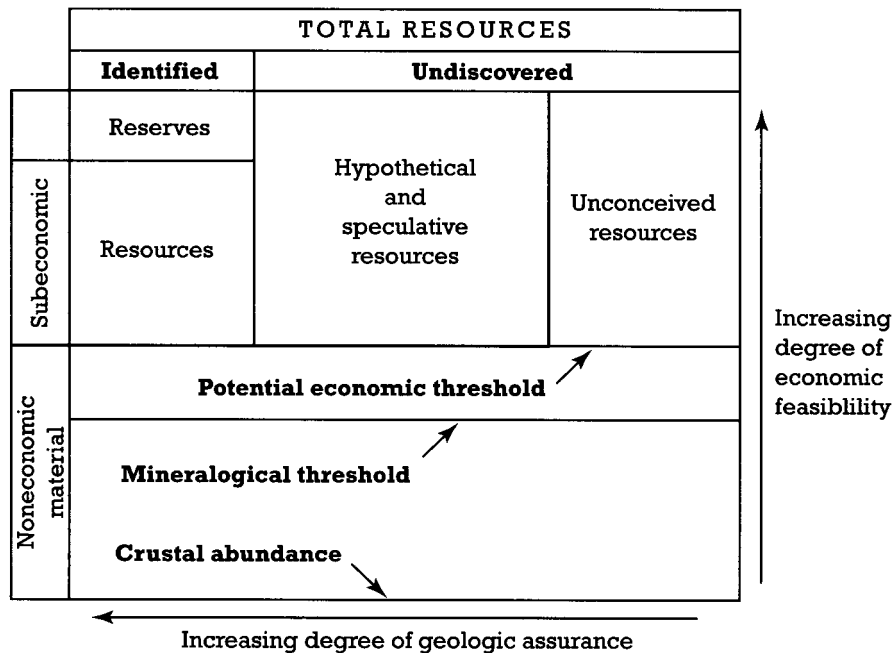 TOTAL RESOURCES
Identified
Undiscovered
Reserves
Subeconomic
Resources
Hypothetical
and
speculative
resources
Unconceived
resources
Increasing
degree of
economic
feasiblility
Noneconomic
material
Potential economic threshold
Mineralogical threshold
Crustal abundance
Increasing degree of geologic assurance